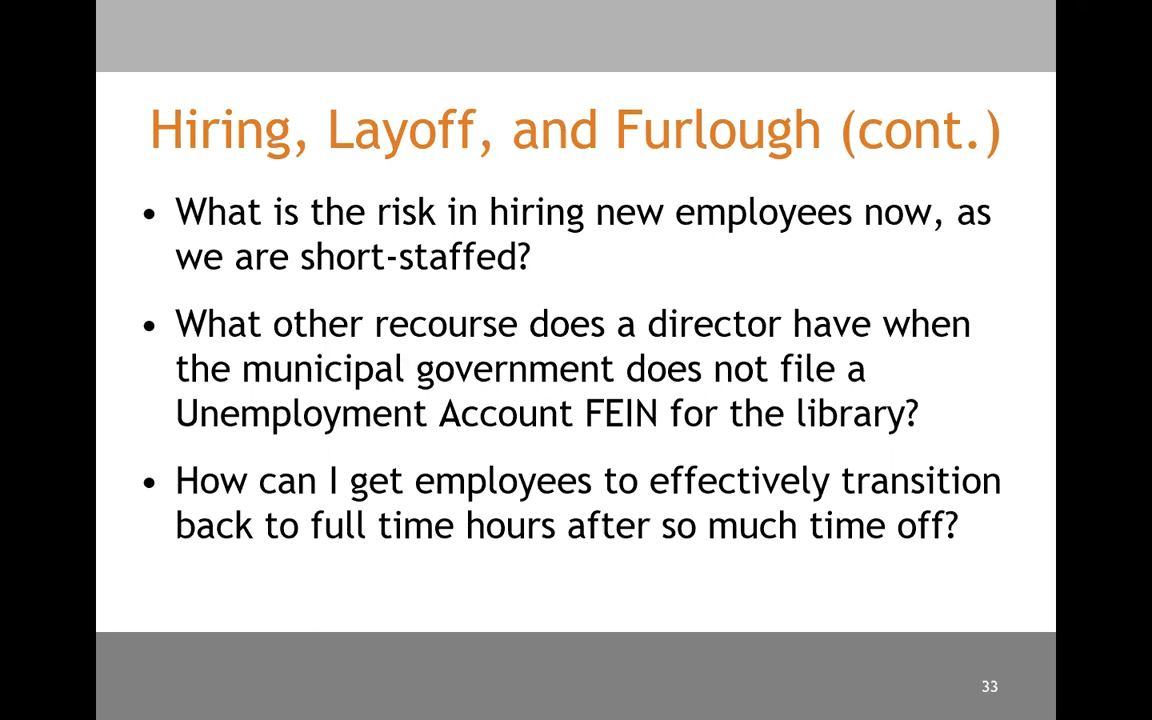 Hiring, Layoff, and Furlough (cont.)
• What is the risk in hiring new employees now, as
we are short-staffed?
• What other recourse does a director have when
the municipal government does not file a
Unemployment Account FEIN for the library?
• How can I get employees to effectively transition
back to full time hours after so much time off?
33